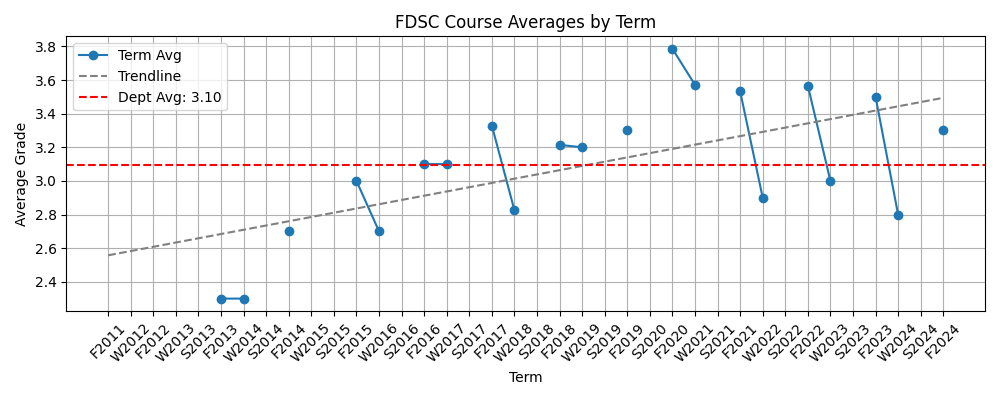 FDSC Course Averages by Term
Term Avg
Trendline
Dept Avg: 3.10
Average Grade
3.8
3.6
3.4
3.2
3.0
2.8
2.6
2.4
F2011
W2012
F2012
W2013
S2013
F2013
W2014
S2014
F2014
W2015
S2015
F2015
W2016
S2016
F2016
W2017
S2017
F2017
W2018
S2018
F2018
W2019
S2019
F2019
S2020
F2020
W2021
S2021
F2021
W2022
S2022
F2022
W2023
S2023
F2023
W2024
S2024
F2024
Term